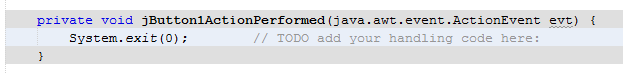 private void jButton1ActionPerformed(java.awt.event.ActionEvent evt) {
System.exit(0); // TODO add your handling code here:
}